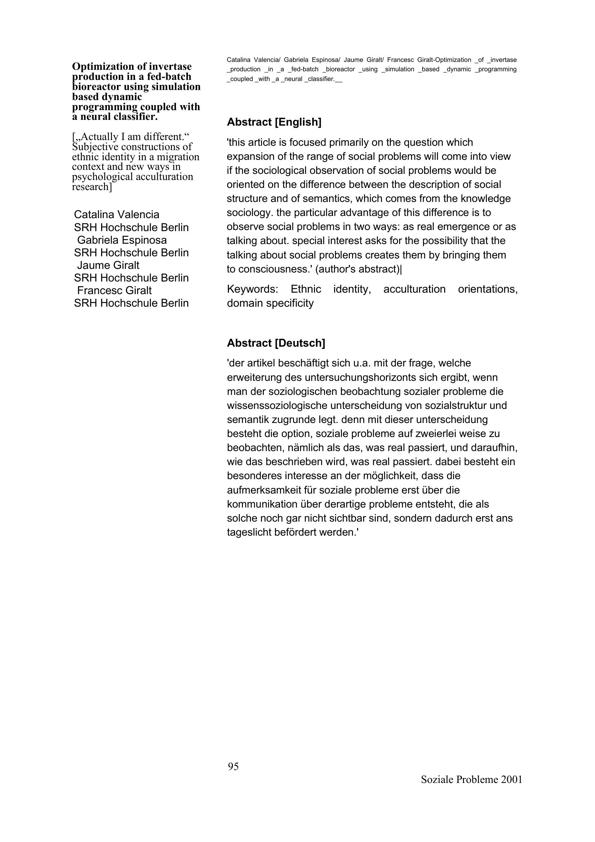 Catalina Valencia/ Gabriela Espinosa/ Jaume Giralt/ Francesc Giralt-Optimization _of _invertase
_production _in _a _fed-batch _bioreactor _using _simulation _based _dynamic _programming
_coupled _with _a _neural _classifier.__
Optimization of invertase
production in a fed-batch
bioreactor using simulation
based dynamic
programming coupled with
a neural classifier.
[„Actually I am different.“
Subjective constructions of
ethnic identity in a migration
context and new ways in
psychological acculturation
research]
Catalina Valencia
SRH Hochschule Berlin
Gabriela Espinosa
SRH Hochschule Berlin
Jaume Giralt
SRH Hochschule Berlin
Francesc Giralt
SRH Hochschule Berlin
Abstract [English]
'this article is focused primarily on the question which
expansion of the range of social problems will come into view
if the sociological observation of social problems would be
oriented on the difference between the description of social
structure and of semantics, which comes from the knowledge
sociology. the particular advantage of this difference is to
observe social problems in two ways: as real emergence or as
talking about. special interest asks for the possibility that the
talking about social problems creates them by bringing them
to consciousness.' (author's abstract)|
Keywords: Ethnic identity, acculturation orientations,
domain specificity
Abstract [Deutsch]
'der artikel beschäftigt sich u.a. mit der frage, welche
erweiterung des untersuchungshorizonts sich ergibt, wenn
man der soziologischen beobachtung sozialer probleme die
wissenssoziologische unterscheidung von sozialstruktur und
semantik zugrunde legt. denn mit dieser unterscheidung
besteht die option, soziale probleme auf zweierlei weise zu
beobachten, nämlich als das, was real passiert, und daraufhin,
wie das beschrieben wird, was real passiert. dabei besteht ein
besonderes interesse an der möglichkeit, dass die
aufmerksamkeit für soziale probleme erst über die
kommunikation über derartige probleme entsteht, die als
solche noch gar nicht sichtbar sind, sondern dadurch erst ans
tageslicht befördert werden.'
95
Soziale Probleme 2001